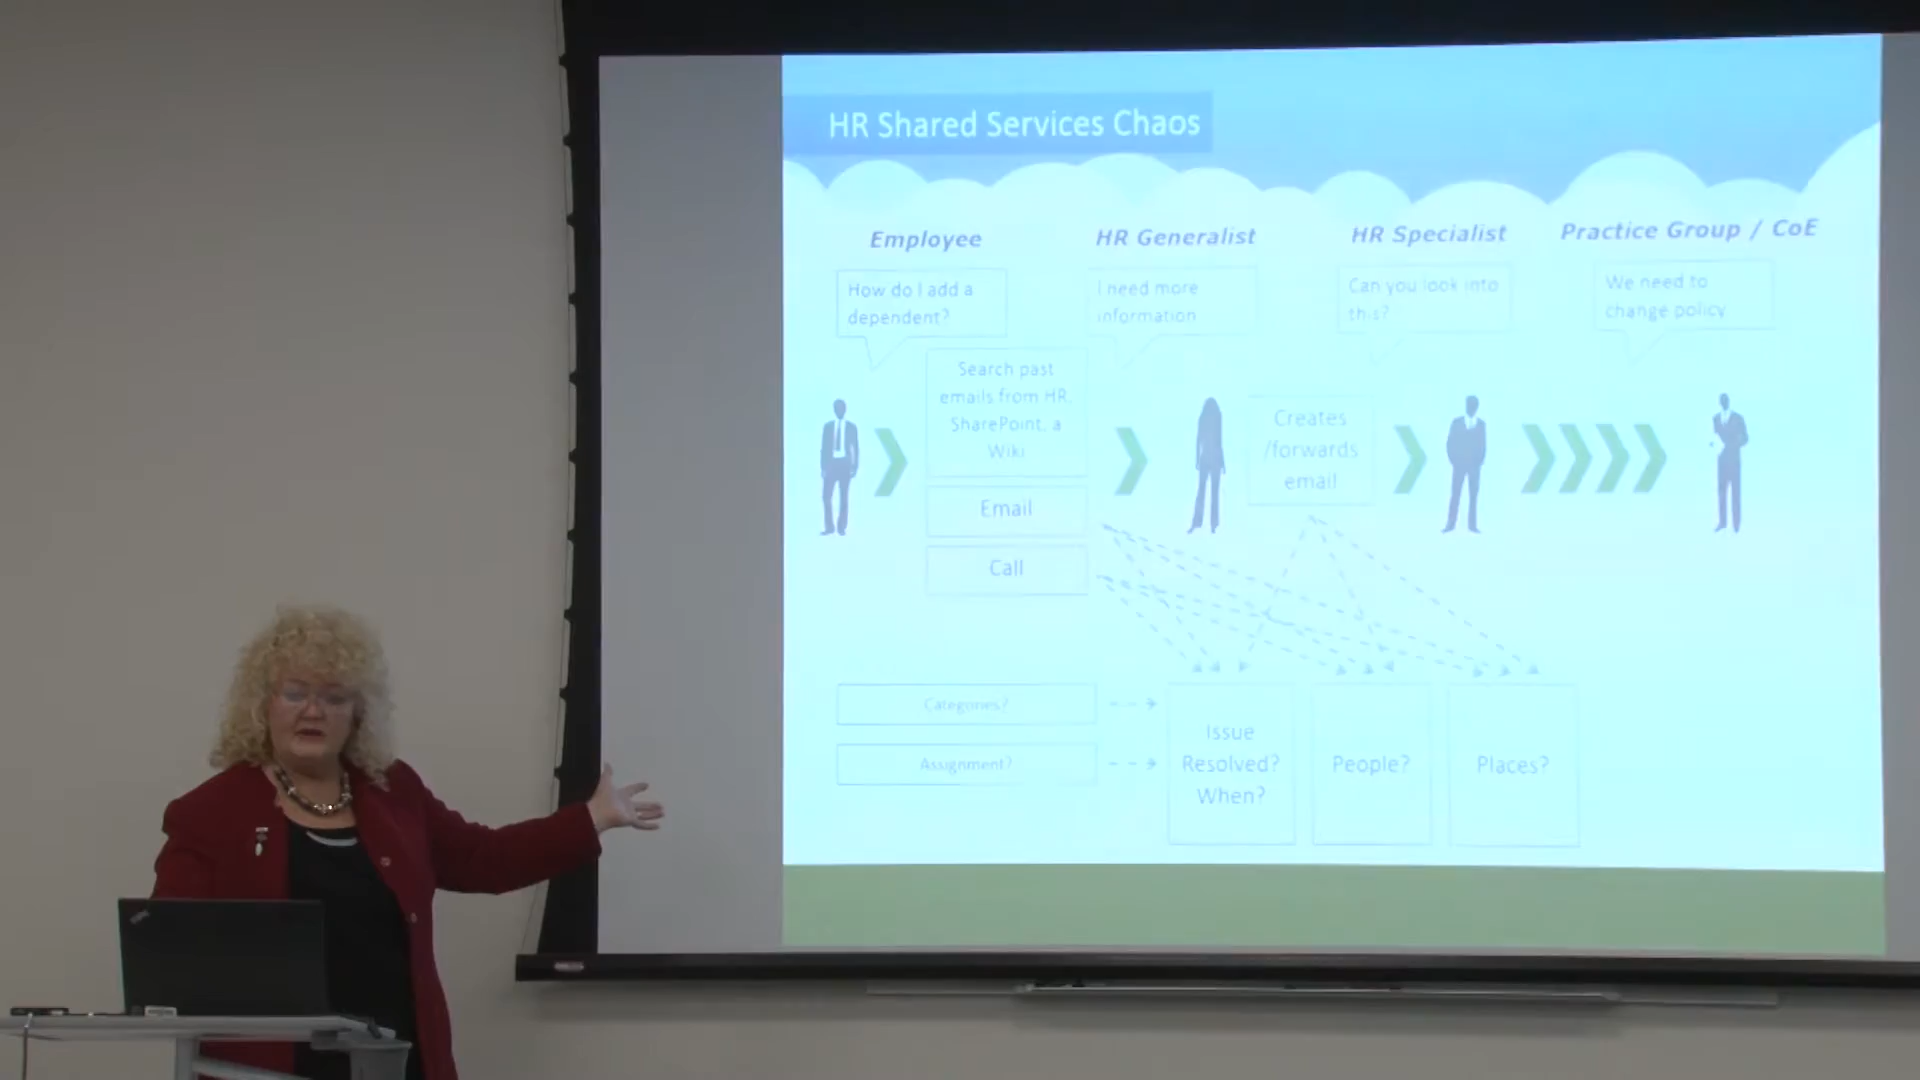 HR Shared Services Chaos
Employee
HR Generalist
HR Specialist
Practice Group / CoE
How do I add a
dependent?
I need more
information
Can you look into
this?
We need to
change policy
Search past
emails from HR,
SharePoint, a
Wiki
Email
Call
Creates
/forwards
email
Categories?
Assignment?
Issue
Resolved?
When?
People?
Places?